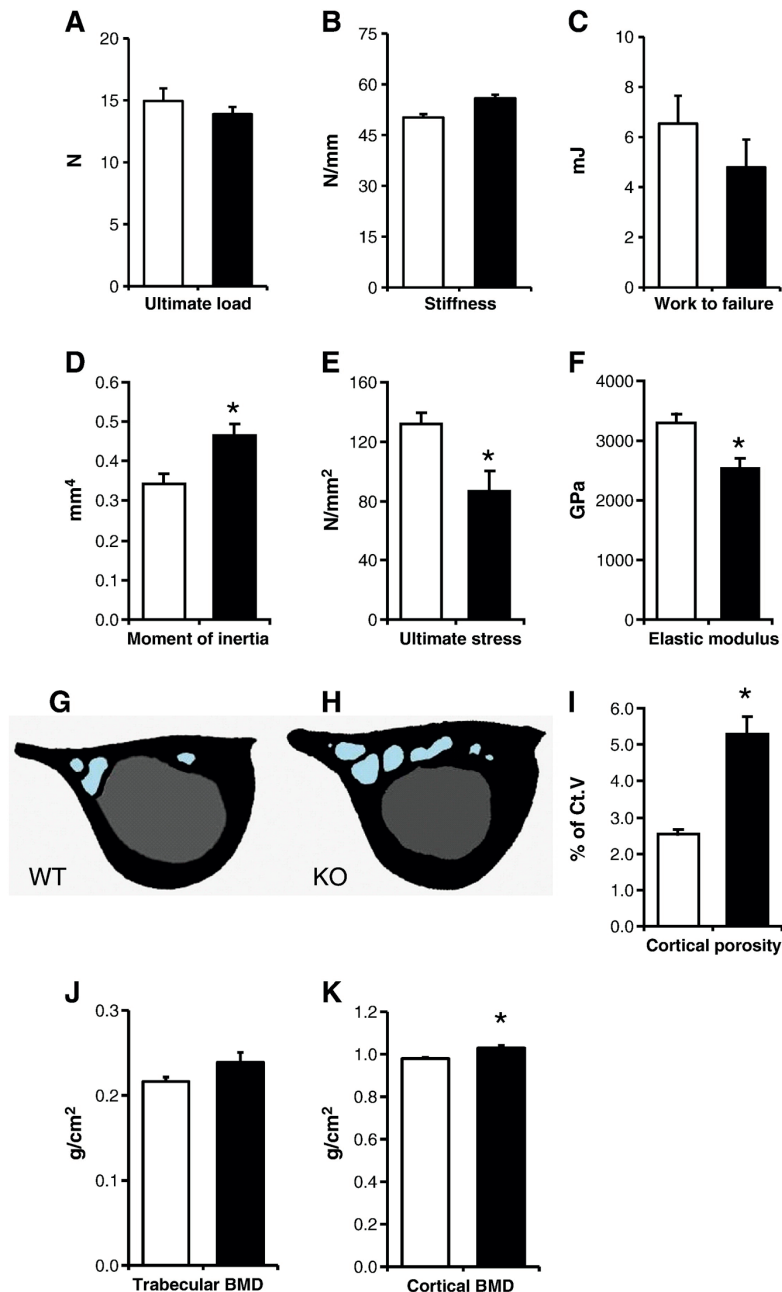 A
20
15
10
5
0
N
Ultimate load
B
75
60
45
30
15
0
N/mm
Stiffness
C
10
8
6
4
2
0
mJ
Work to failure
D
0.6
0.5
0.4
0.3
0.2
0.1
0.0
mm4
*
Moment of inertia
E
160
120
80
40
0
N/mm2
*
Ultimate stress
F
4000
3000
2000
1000
0
GPa
*
Elastic modulus
G
WT
H
KO
I
6.0
5.0
3.0
2.0
1.0
0.0
% of Ct.V
*
Cortical porosity
J
0.3
0.2
0.1
0.0
g/cm2
Trabecular BMD
K
1.2
1.0
0.8
0.6
0.4
0.2
0.0
g/cm2
*
Cortical BMD